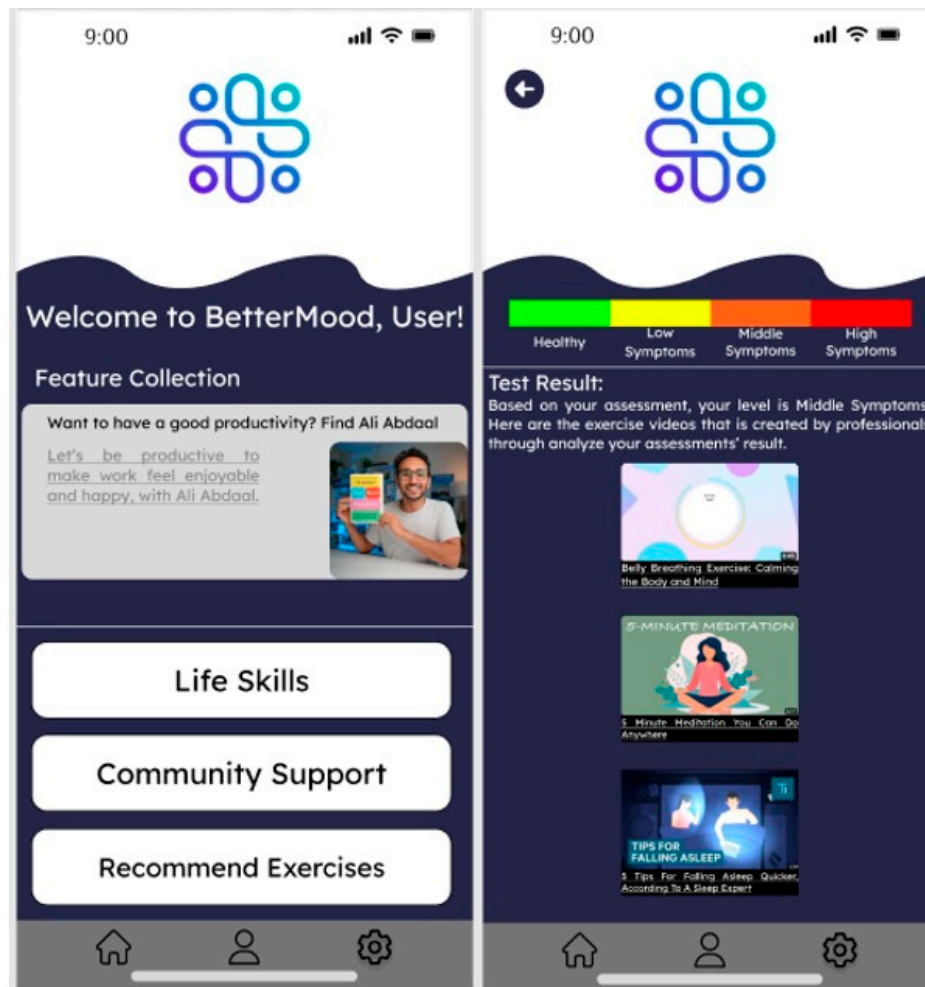 9:00
Welcome to BetterMood, User!
Feature Collection
Want to have a good productivity? Find Ali Abdaal
Let's be productive to
make work feel enjoyable
and happy, with Ali Abdaal.
Life Skills
Community Support
Recommend Exercises
9:00
Healthy
Low
Symptoms
Middle
Symptoms
High
Symptoms
Test Result:
Based on your assessment, your level is Middle Symptoms
Here are the exercise videos that is created by professionals
through analyze your assessments' result.
Belly Breathing Exercise: Calming
the Body and Mind
5-MINUTE MEDITATION
5 Minute Meditation You Can Do
Anywhere
TIPS FOR
FALLING ASLEEP
5 Tips For Falling Asleep Quicker,
According To A Sleep Expert